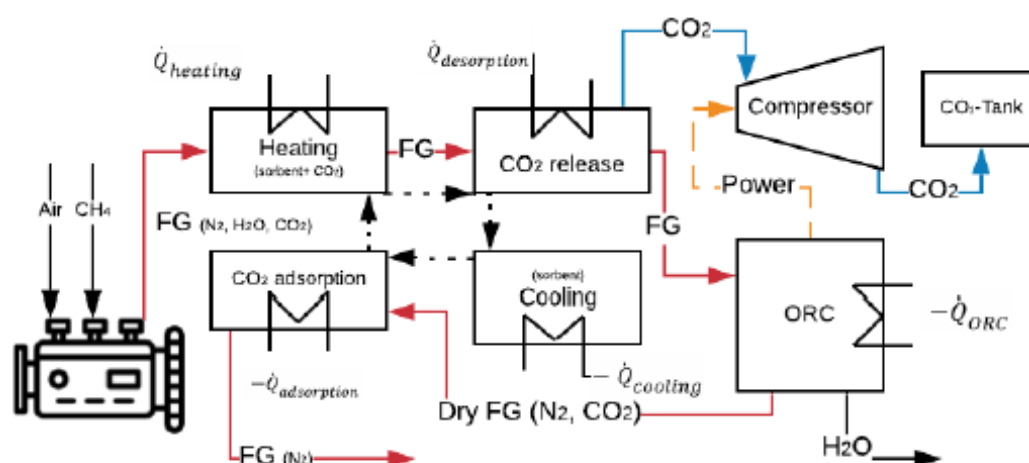 CO2
Q̇heating
Q̇desorption
Compressor
CO2-Tank
Heating
(sorbent+ CO2)
FG
CO2 release
Air CH4
Power
CO2
FG (N2, H2O, CO2)
FG
CO2 adsorption
(sorbent)
Cooling
ORC
−Q̇ORC
−Q̇adsorption
− Q̇cooling
Dry FG (N2, CO2)
H2O
FG (N2)